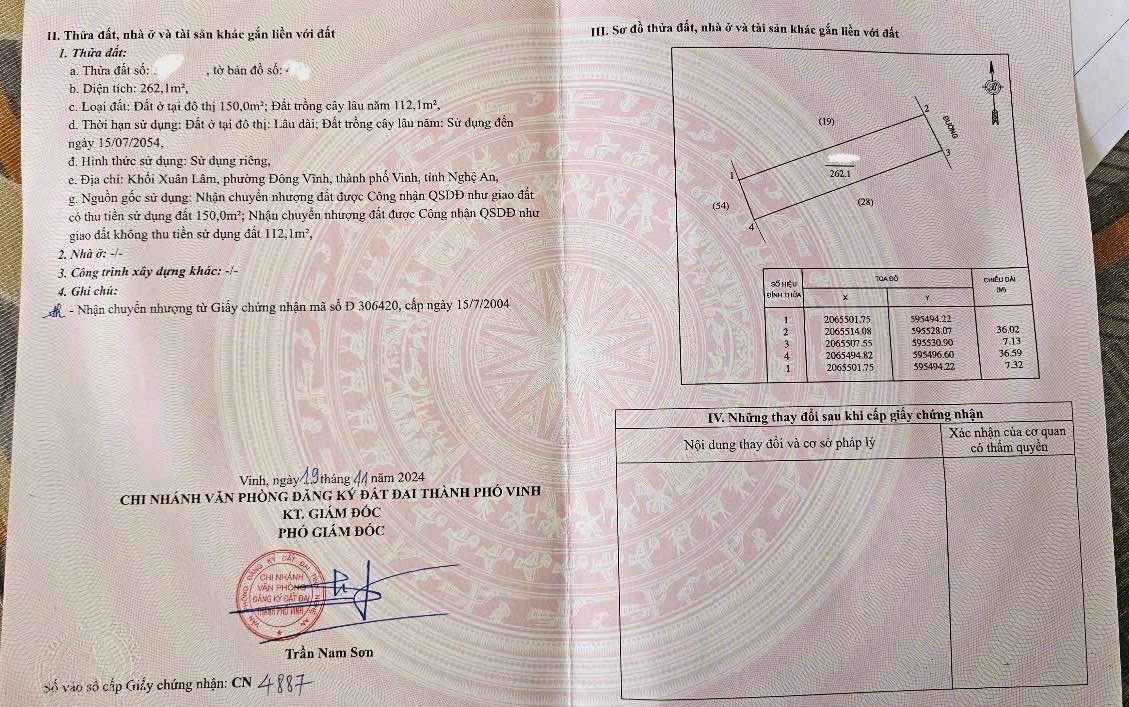 II. Thửa đất, nhà ở và tài sản khác gắn liền với đất
1. Thửa đất:
a. Thửa đất số: , tờ bản đồ số:
b. Diện tích: 262,1m²,
c. Loại đất: Đất ở tại đô thị 150,0m²; Đất trồng cây lâu năm 112,1m²,
d. Thời hạn sử dụng: Đất ở tại đô thị: Lâu dài; Đất trồng cây lâu năm: Sử dụng đến
ngày 15/07/2054,
đ. Hình thức sử dụng: Sử dụng riêng,
e. Địa chỉ: Khối Xuân Lâm, phường Đông Vĩnh, thành phố Vinh, tỉnh Nghệ An,
g. Nguồn gốc sử dụng: Nhận chuyển nhượng đất được Công nhận QSDĐ như giao đất
có thu tiền sử dụng đất 150,0m²; Nhận chuyển nhượng đất được Công nhận QSDĐ như
giao đất không thu tiền sử dụng đất 112,1m²,
2. Nhà ở: -/-
3. Công trình xây dựng khác: -/-
4. Ghi chú:
- Nhận chuyển nhượng từ Giấy chứng nhận mã số Đ 306420, cấp ngày 15/7/2004
Vinh, ngày 19 tháng 11 năm 2024
CHI NHÁNH VĂN PHÒNG ĐĂNG KÝ ĐẤT ĐAI THÀNH PHỐ VINH
KT. GIÁM ĐỐC
PHÓ GIÁM ĐỐC
CHI NHÁNH
VĂN PHÒNG
ĐĂNG KÝ ĐẤT ĐAI
THÀNH PHỐ VINH
Trần Nam Sơn
Số vào sổ cấp Giấy chứng nhận: CN 4887
III. Sơ đồ thửa đất, nhà ở và tài sản khác gắn liền với đất
(19)
2
ĐƯỜNG
3
1
262.1
(54)
(28)
4
SỐ HIỆU ĐỈNH THỬA TOẠ ĐỘ CHIỀU DÀI (M)
X Y
1 2065501.75 595494.22
2 2065514.08 595528.07 36.02
3 2065507.55 595530.90 7.13
4 2065494.82 595496.60 36.59
1 2065501.75 595494.22 7.32
IV. Những thay đổi sau khi cấp giấy chứng nhận
Nội dung thay đổi và cơ sở pháp lý
Xác nhận của cơ quan
có thẩm quyền